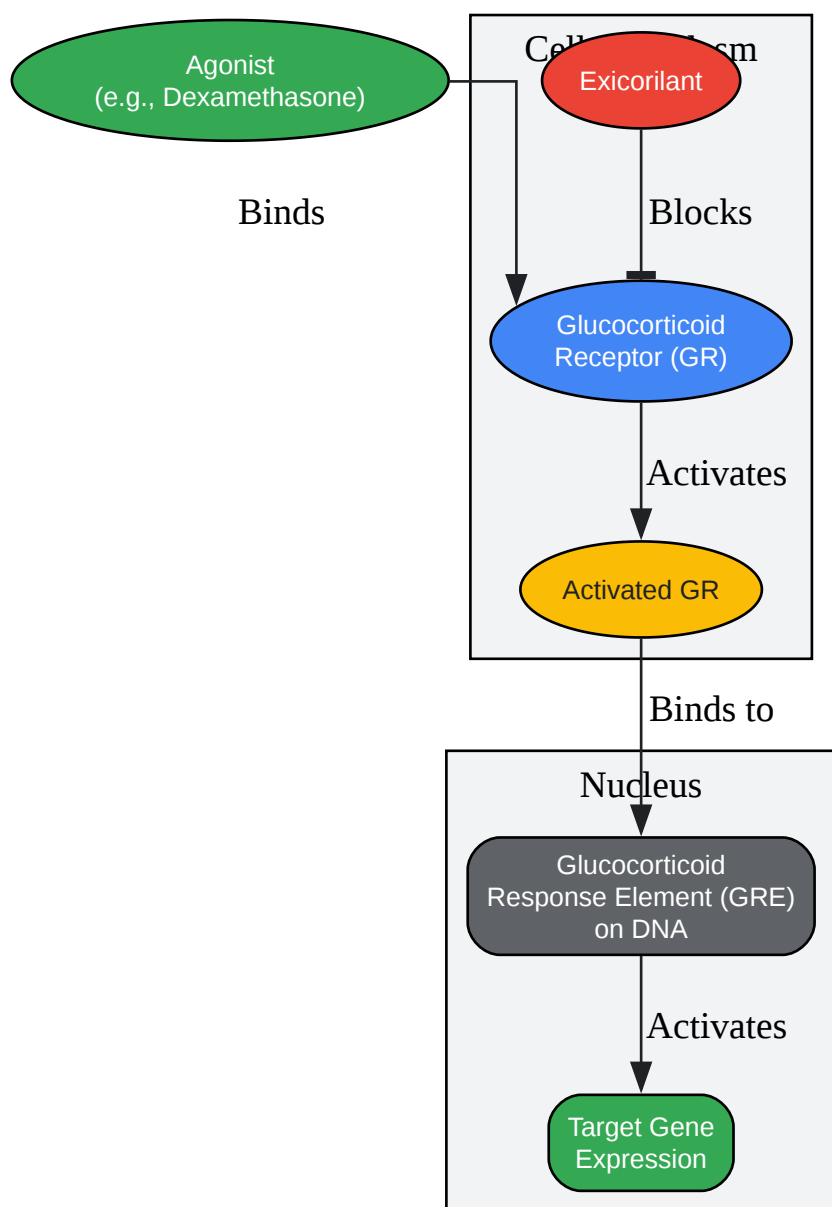 Agonist
(e.g., Dexamethasone)
Exicorilant
Binds
Blocks
Glucocorticoid
Receptor (GR)
Activates
Activated GR
Binds to
Nucleus
Glucocorticoid
Response Element (GRE)
on DNA
Activates
Target Gene
Expression